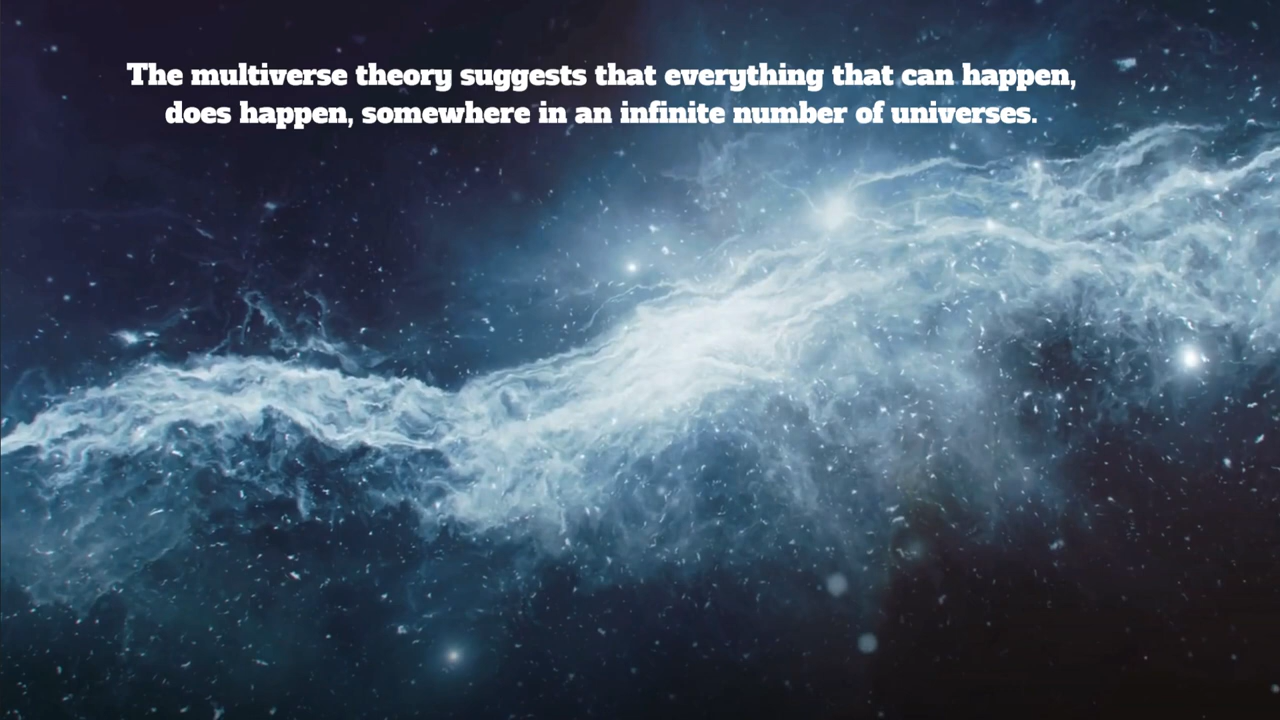 The multiverse theory suggests that everything that can happen,
does happen, somewhere in an infinite number of universes.